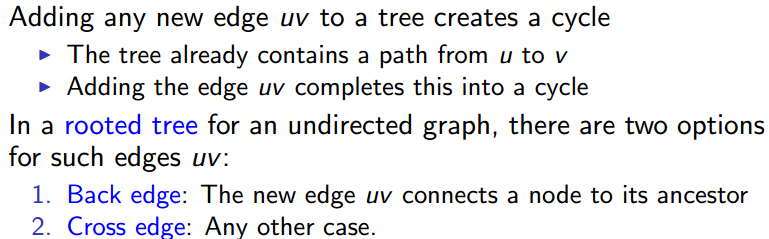 Adding any new edge uv to a tree creates a cycle
▶ The tree already contains a path from u to v
▶ Adding the edge uv completes this into a cycle
In a rooted tree for an undirected graph, there are two options
for such edges uv:
1. Back edge: The new edge uv connects a node to its ancestor
2. Cross edge: Any other case.